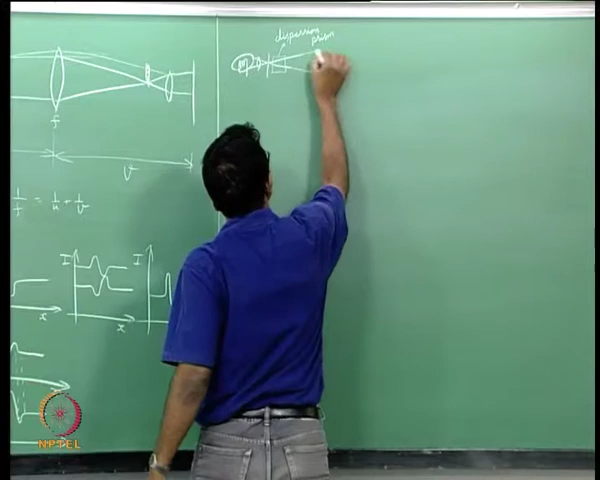 dispersion
prism
f
v
1/f = 1/u + 1/v
I
I
x
x
NPTEL